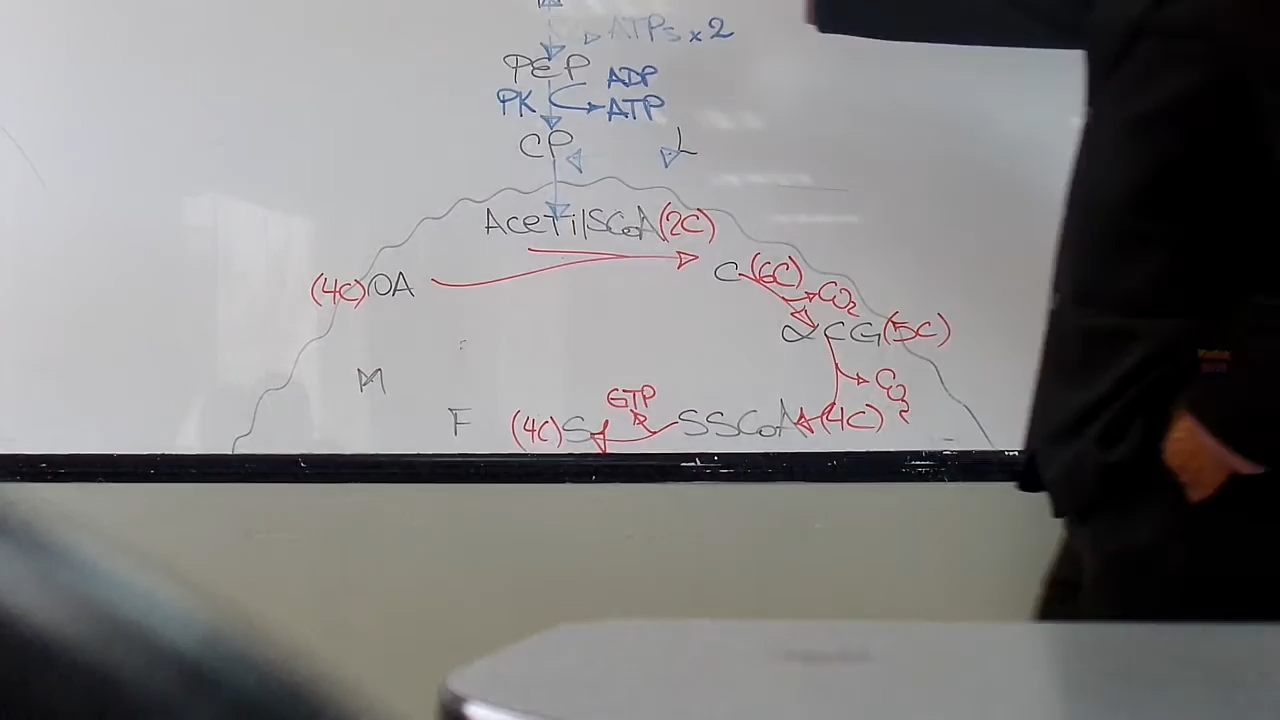 ATPs x 2
PEP
ADP
PK
ATP
CP
L
Acetil SCoA (2C)
(4C) OA
C (6C)
CO2
αCG (5C)
M
CO2
GTP
F
(4C) S
SSCoA (4C)